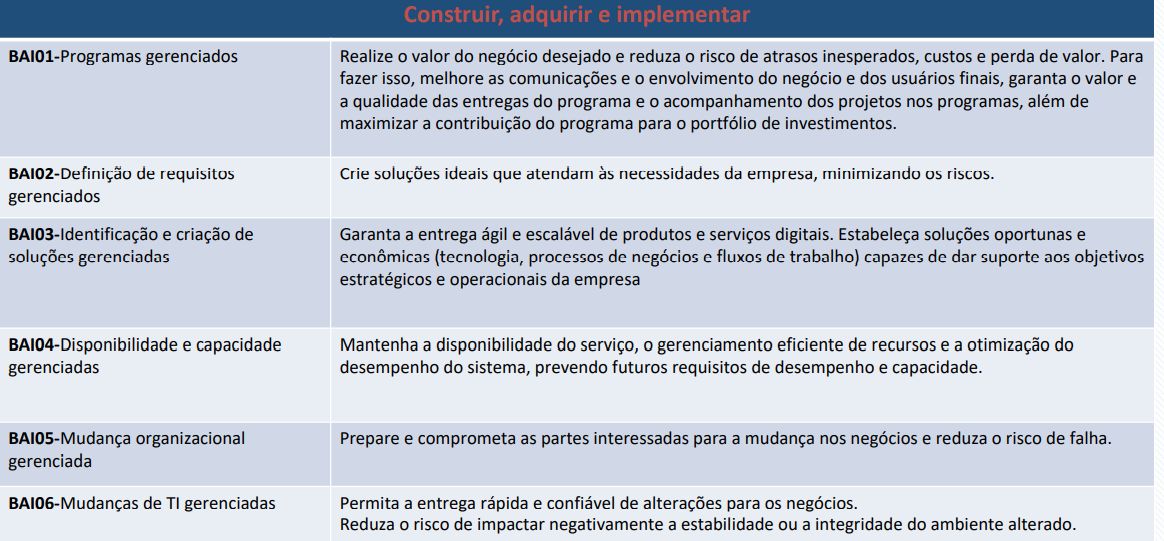 Construir, adquirir e implementar
BAI01-Programas gerenciados
Realize o valor do negócio desejado e reduza o risco de atrasos inesperados, custos e perda de valor. Para
fazer isso, melhore as comunicações e o envolvimento do negócio e dos usuários finais, garanta o valor e
a qualidade das entregas do programa e o acompanhamento dos projetos nos programas, além de
maximizar a contribuição do programa para o portfólio de investimentos.
BAI02-Definição de requisitos
gerenciados
Crie soluções ideais que atendam às necessidades da empresa, minimizando os riscos.
BAI03-Identificação e criação de
soluções gerenciadas
Garanta a entrega ágil e escalável de produtos e serviços digitais. Estabeleça soluções oportunas e
econômicas (tecnologia, processos de negócios e fluxos de trabalho) capazes de dar suporte aos objetivos
estratégicos e operacionais da empresa
BAI04-Disponibilidade e capacidade
gerenciadas
Mantenha a disponibilidade do serviço, o gerenciamento eficiente de recursos e a otimização do
desempenho do sistema, prevendo futuros requisitos de desempenho e capacidade.
BAI05-Mudança organizacional
gerenciada
Prepare e comprometa as partes interessadas para a mudança nos negócios e reduza o risco de falha.
BAI06-Mudanças de TI gerenciadas
Permita a entrega rápida e confiável de alterações para os negócios.
Reduza o risco de impactar negativamente a estabilidade ou a integridade do ambiente alterado.